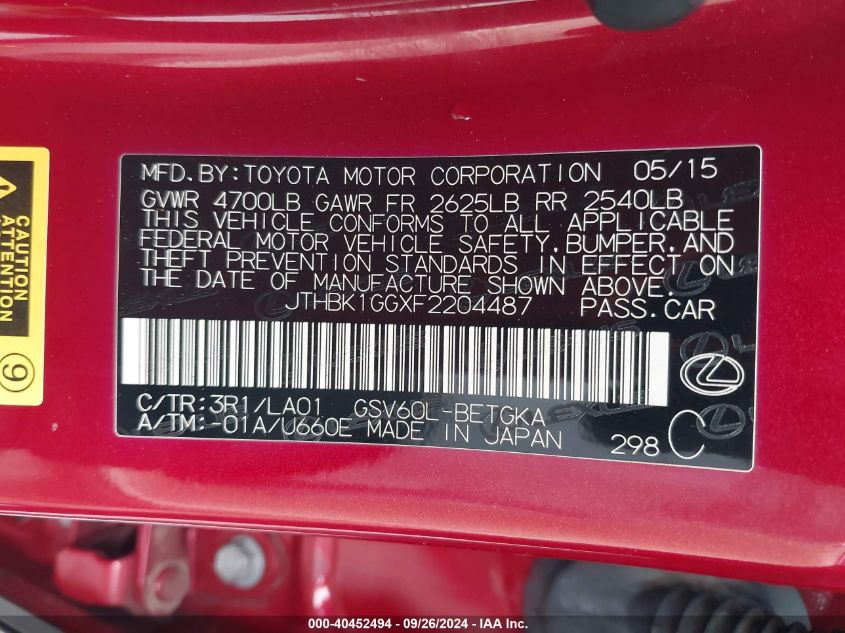 MFD. BY: TOYOTA MOTOR CORPORATION 05/15
GVWR 4700LB GAWR FR 2625LB RR 2540LB
THIS VEHICLE CONFORMS TO ALL APPLICABLE
FEDERAL MOTOR VEHICLE SAFETY, BUMPER, AND
THEFT PREVENTION STANDARDS IN EFFECT ON
THE DATE OF MANUFACTURE SHOWN ABOVE.
JTHBK1GGXF2204487 PASS.CAR
C/TR: 3R1/LA01 GSV60L-BETGKA
A/TM: -01A/U660E MADE IN JAPAN 298 C
CAUTION
ATTENTION
9
000-40452494 - 09/26/2024 - IAA Inc.